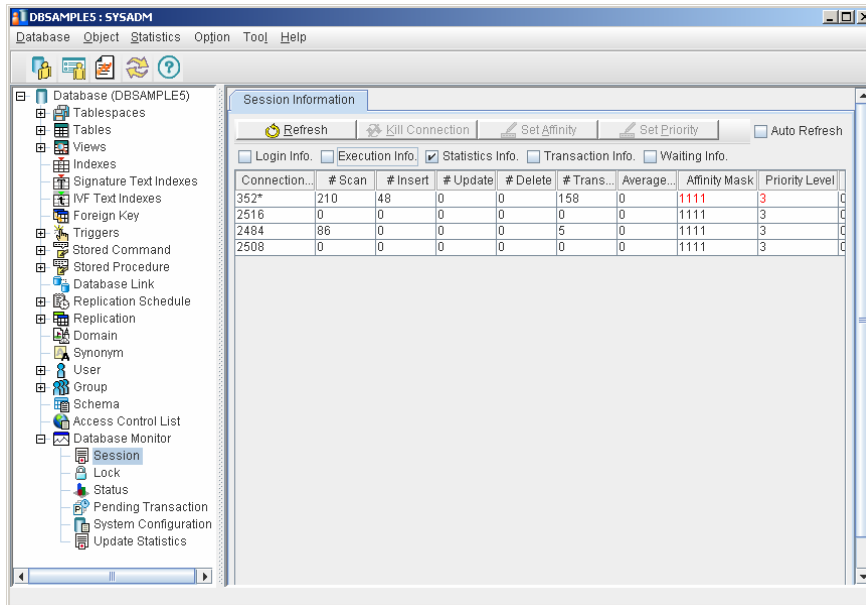 DBSAMPLE5 : SYSADM
Database Object Statistics Option Tool Help
Database (DBSAMPLE5)
Tablespaces
Tables
Views
Indexes
Signature Text Indexes
IVF Text Indexes
Foreign Key
Triggers
Stored Command
Stored Procedure
Database Link
Replication Schedule
Replication
Domain
Synonym
User
Group
Schema
Access Control List
Database Monitor
Session
Lock
Status
Pending Transaction
System Configuration
Update Statistics
Session Information
Refresh Kill Connection Set Affinity Set Priority Auto Refresh
Login Info. Execution Info. Statistics Info. Transaction Info. Waiting Info.
Connection... # Scan # Insert # Update # Delete # Trans... Average... Affinity Mask Priority Level
352* 210 48 0 0 158 0 1111 3
2516 0 0 0 0 0 0 1111 3
2484 86 0 0 0 5 0 1111 3
2508 0 0 0 0 0 0 1111 3